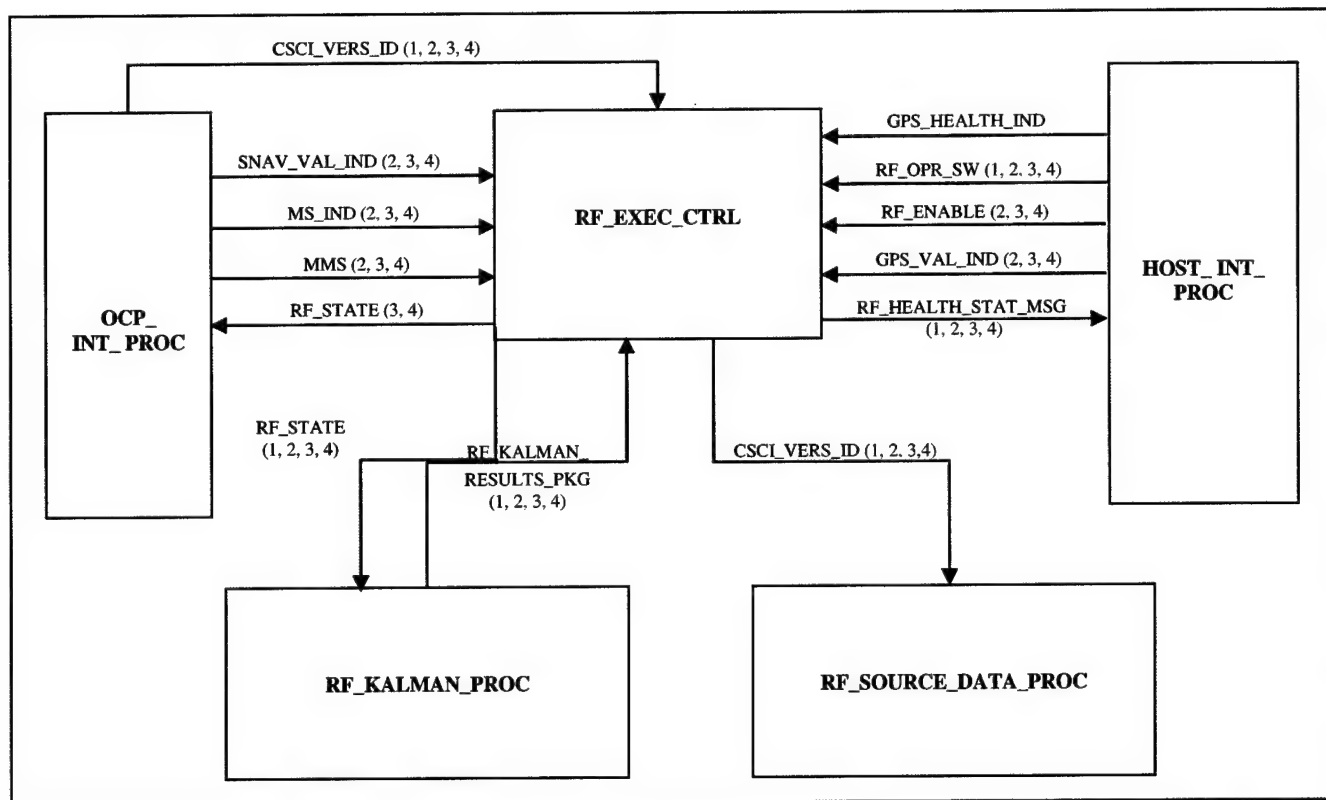 CSCI_VERS_ID (1, 2, 3, 4)
GPS_HEALTH_IND
SNAV_VAL_IND (2, 3, 4)
RF_OPR_SW (1, 2. 3, 4)
MS_IND (2, 3, 4)
RF_EXEC_CTRL
RF_ENABLE (2, 3, 4)
MMS (2, 3, 4)
GPS_VAL_IND (2, 3, 4)
HOST_ INT_
PROC
OCP_
INT_ PROC
RF_STATE (3, 4)
RF_HEALTH_STAT_MSG
(1, 2, 3, 4)
RF_STATE
(1, 2, 3, 4)
RF_KALMAN_
RESULTS_PKG
(1, 2, 3, 4)
CSCI_VERS_ID (1, 2. 3,4)
RF_KALMAN_PROC
RF_SOURCE_DATA_PROC